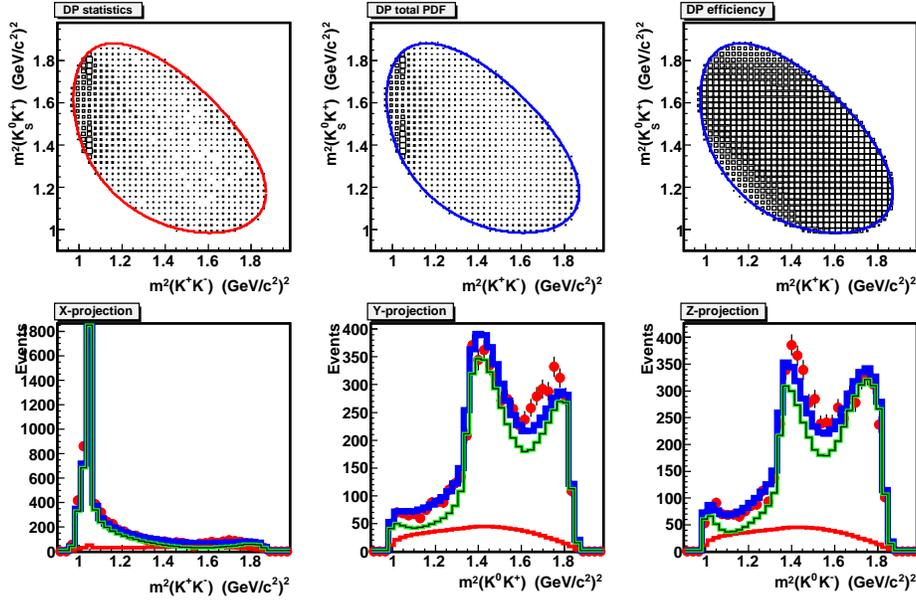 DP statistics
m²(K⁰ₛK⁺) (GeV/c²)²
1.8
1.6
1.4
1.2
1
1 1.2 1.4 1.6 1.8
m²(K⁺K⁻) (GeV/c²)²
DP total PDF
m²(K⁰ₛK⁺) (GeV/c²)²
1.8
1.6
1.4
1.2
1
1 1.2 1.4 1.6 1.8
m²(K⁺K⁻) (GeV/c²)²
DP efficiency
m²(K⁰ₛK⁺) (GeV/c²)²
1.8
1.6
1.4
1.2
1
1 1.2 1.4 1.6 1.8
m²(K⁺K⁻) (GeV/c²)²
X-projection
Events
1800
1600
1400
1200
1000
800
600
400
200
0
1 1.2 1.4 1.6 1.8
m²(K⁺K⁻) (GeV/c²)²
Y-projection
Events
400
350
300
250
200
150
100
50
0
1 1.2 1.4 1.6 1.8
m²(K⁰K⁺) (GeV/c²)²
Z-projection
Events
400
350
300
250
200
150
100
50
0
1 1.2 1.4 1.6 1.8
m²(K⁰K⁻) (GeV/c²)²